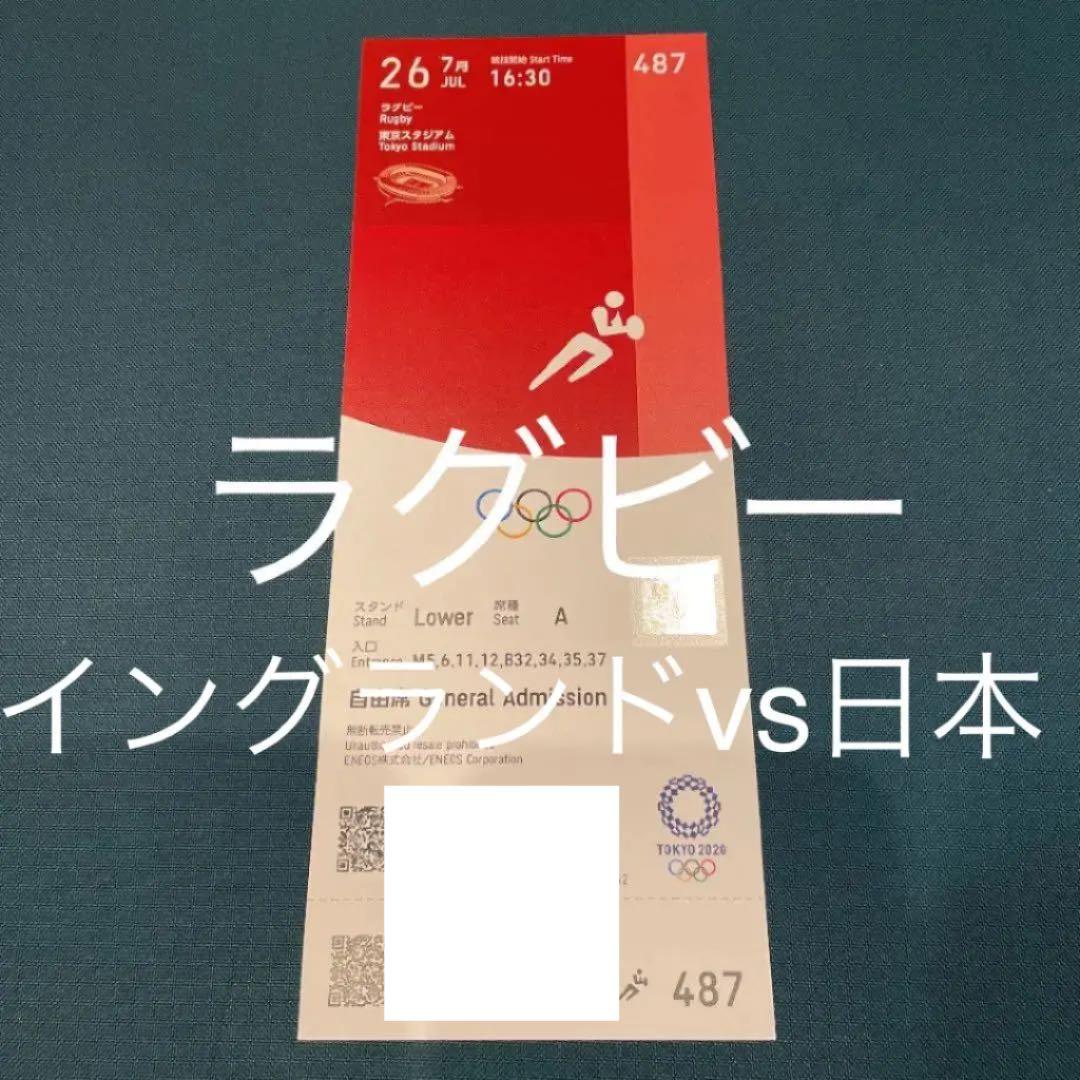 26 7月 JUL
競技開始 Start Time
16:30
487
ラグビー
Rugby
東京スタジアム
Tokyo Stadium
ラグビー
スタンド Stand Lower 席種 Seat A
入口
Entrance M5,6,11,12,B32,34,35,37
自由席 General Admission
イングランドvs日本
無断転売禁止
Unauthorized resale prohibited
ENEOS株式会社/ENEOS Corporation
TOKYO 2020
487